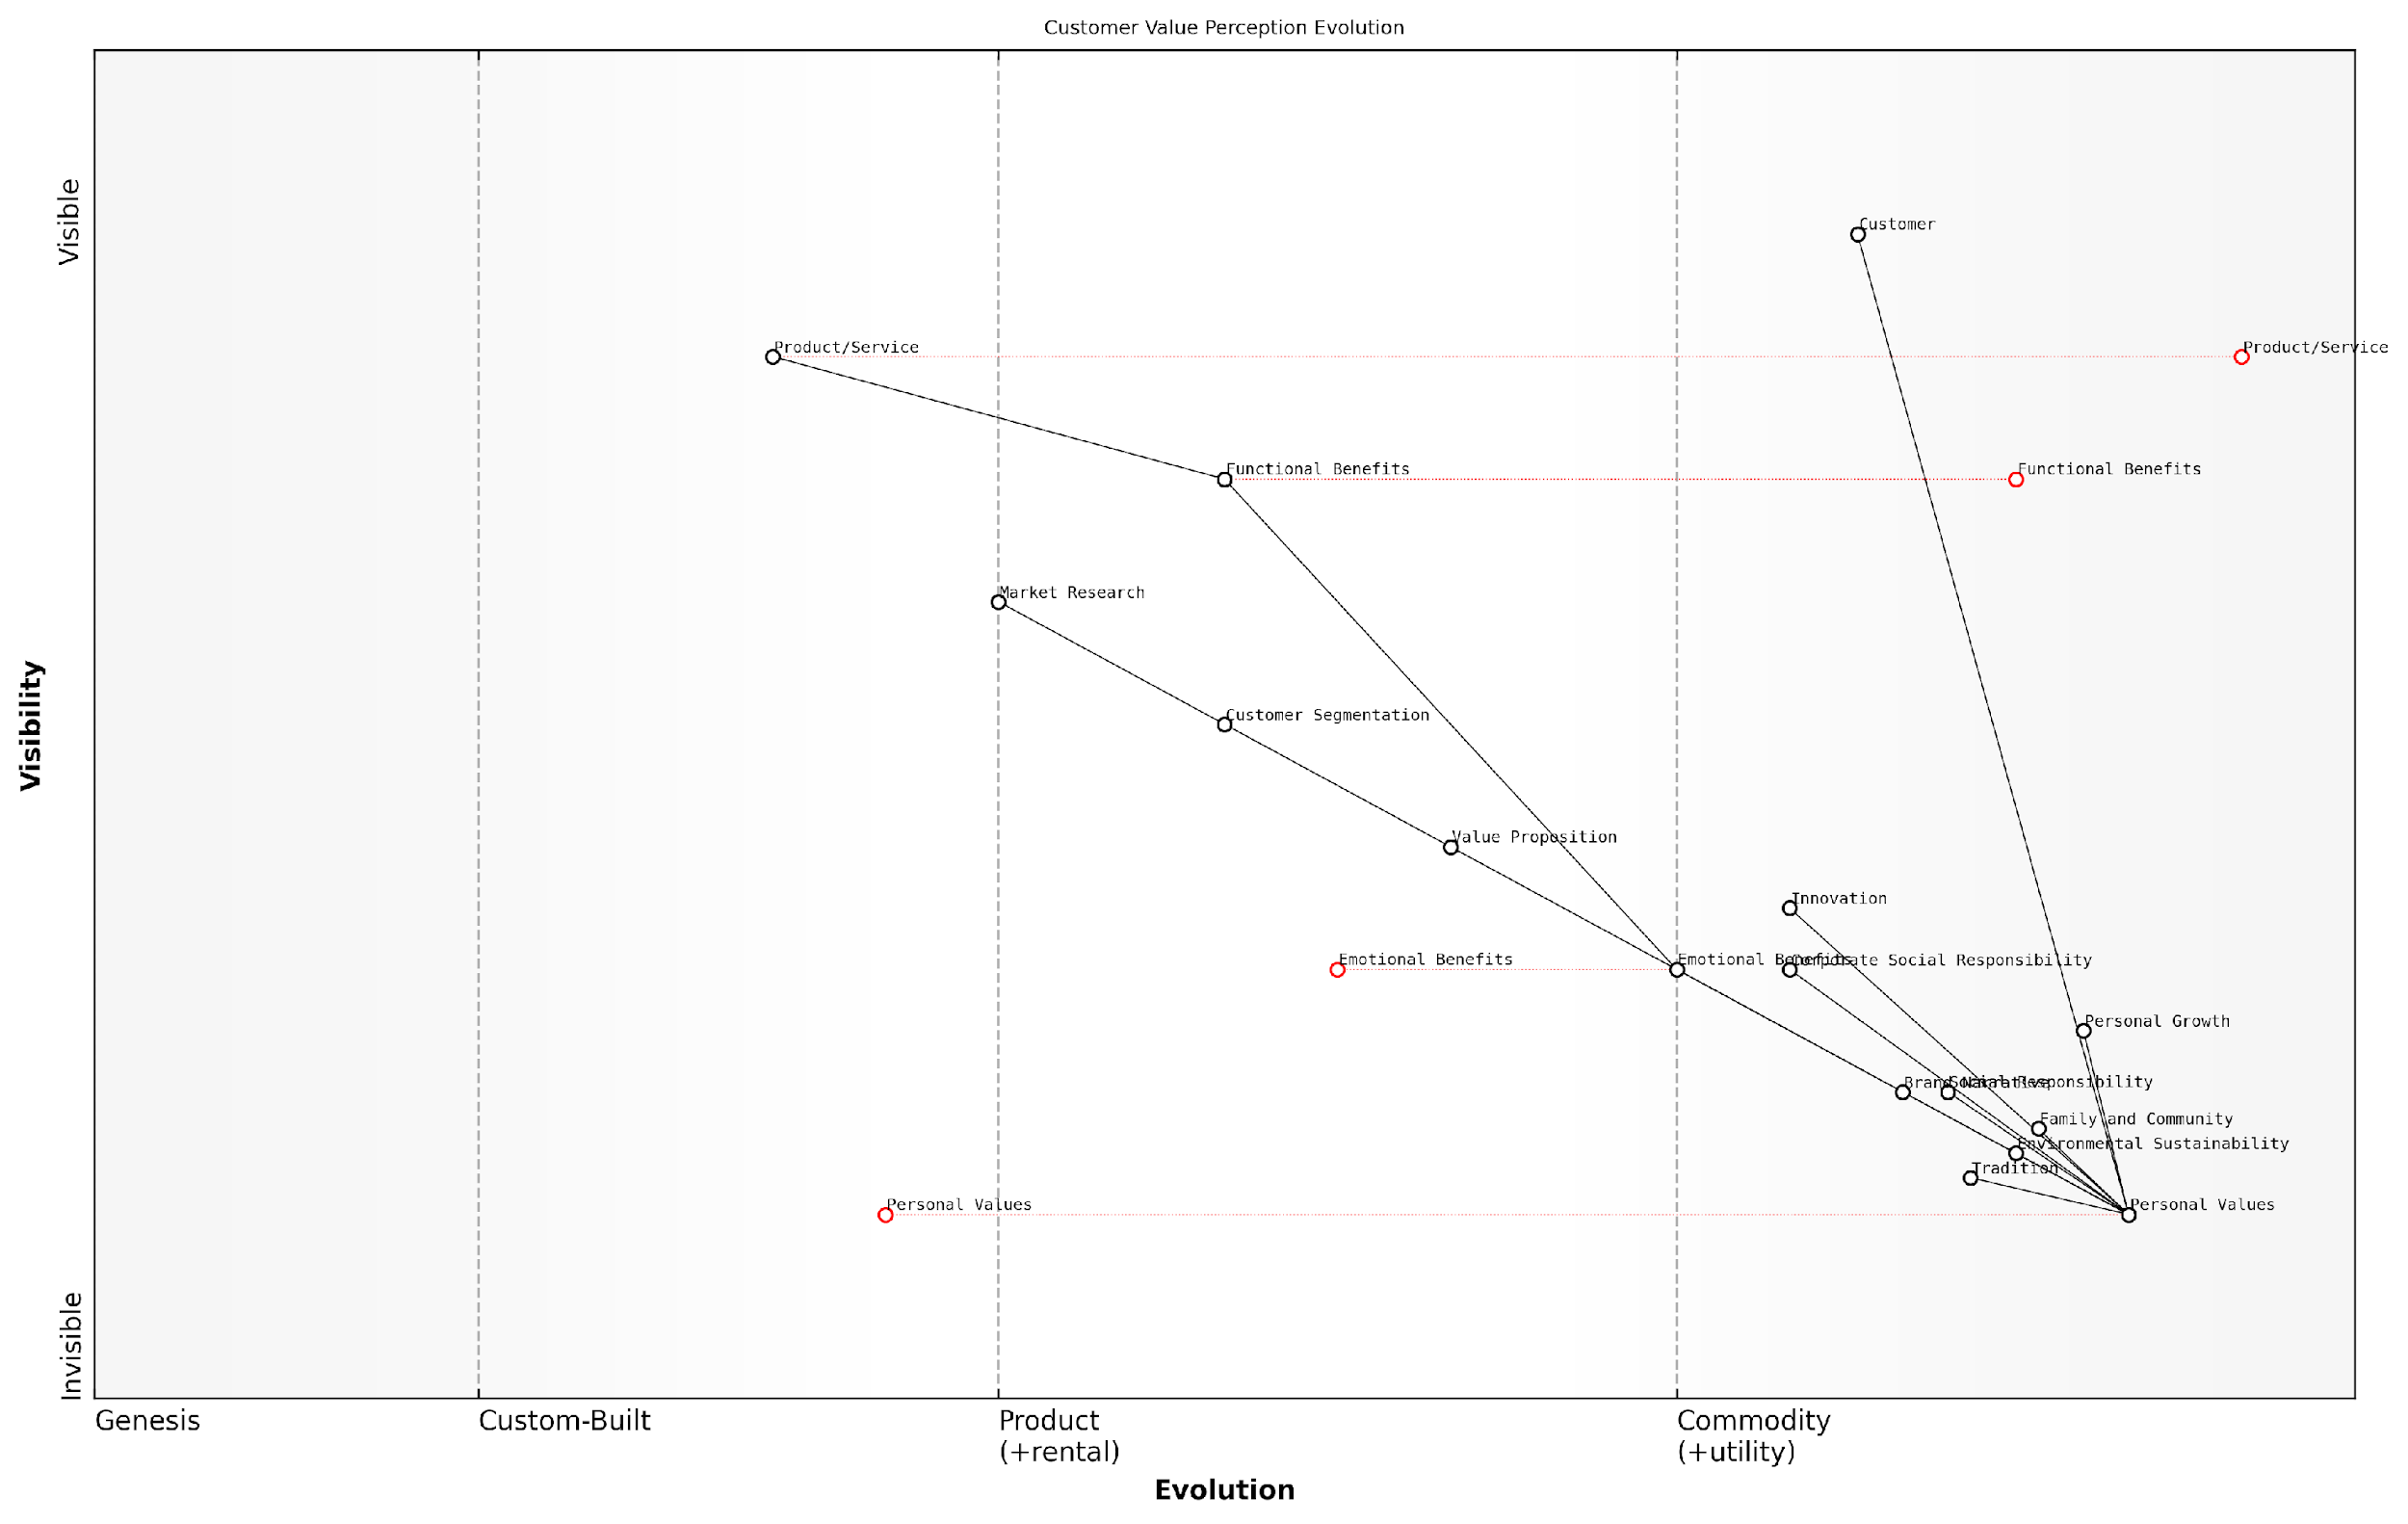 Customer Value Perception Evolution
Visible
Customer
Product/Service
Product/Service
Functional Benefits
Functional Benefits
Market Research
Visibility
Customer Segmentation
Value Proposition
Innovation
Emotional Benefits
Emotional Benefits
Corporate Social Responsibility
Personal Growth
Brand Narrative
Social Responsibility
Family and Community
Environmental Sustainability
Tradition
Personal Values
Personal Values
Invisible
Genesis
Custom-Built
Product
(+rental)
Commodity
(+utility)
Evolution